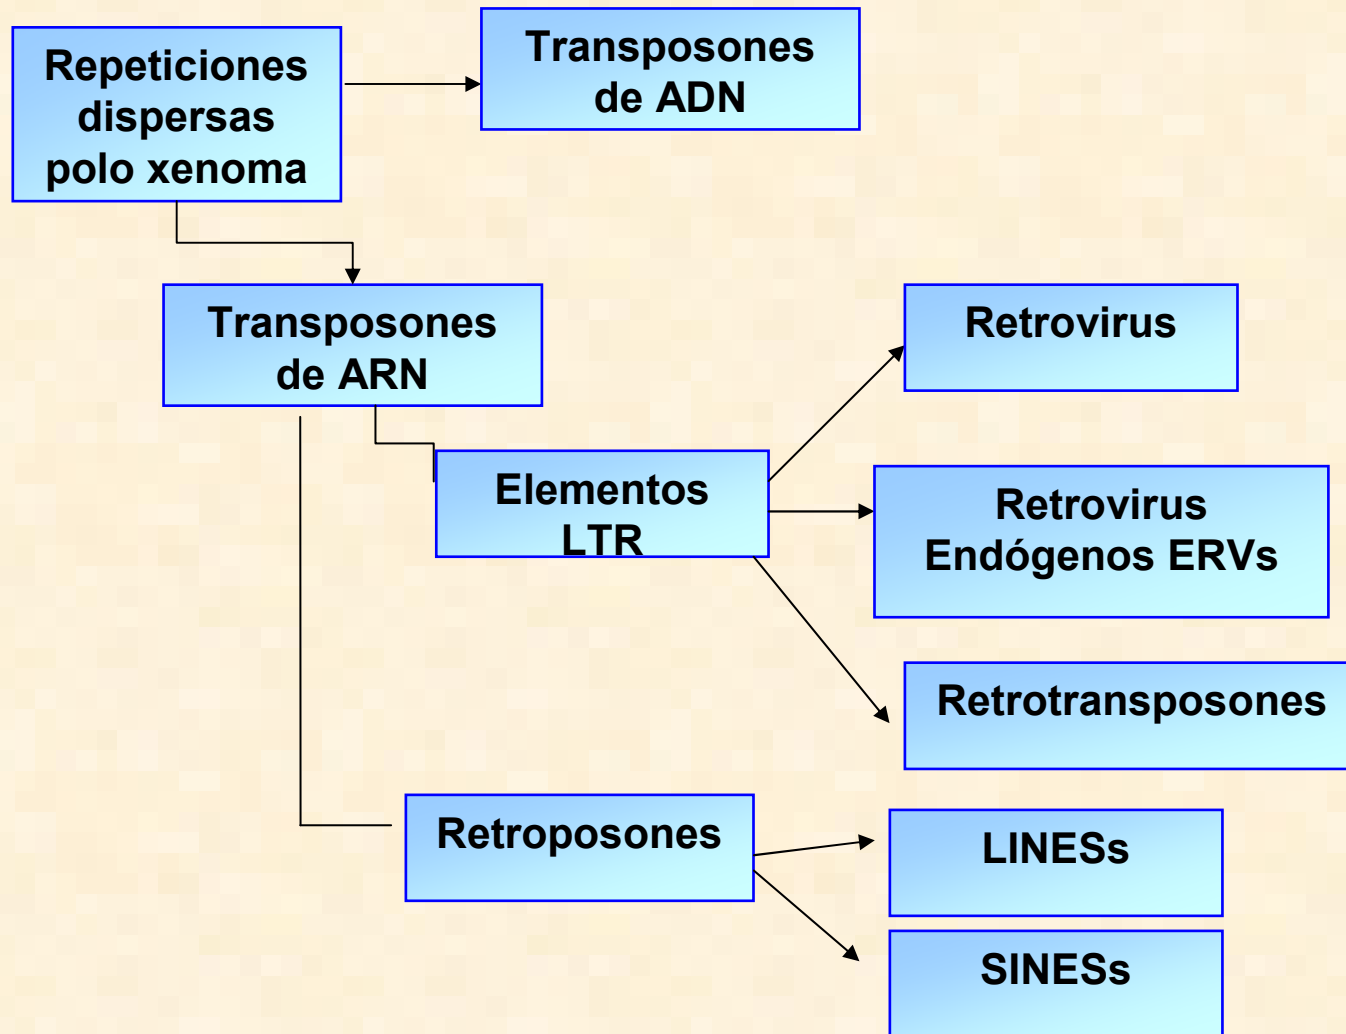 Repeticiones
dispersas
polo xenoma
Transposones
de ADN
Transposones
de ARN
Retrovirus
Elementos
LTR
Retrovirus
Endógenos ERVs
Retrotransposones
Retroposones
LINESs
SINESs